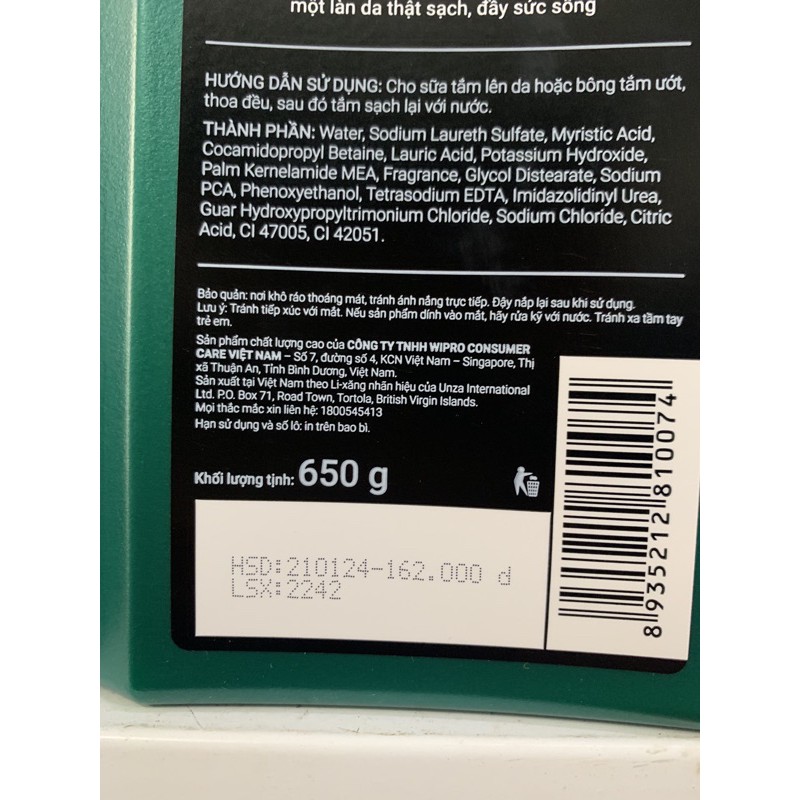 một làn da thật sạch, đầy sức sống
HƯỚNG DẪN SỬ DỤNG: Cho sữa tắm lên da hoặc bông tắm ướt,
thoa đều, sau đó tắm sạch lại với nước.
THÀNH PHẦN: Water, Sodium Laureth Sulfate, Myristic Acid,
Cocamidopropyl Betaine, Lauric Acid, Potassium Hydroxide,
Palm Kernelamide MEA, Fragrance, Glycol Distearate, Sodium
PCA, Phenoxyethanol, Tetrasodium EDTA, Imidazolidinyl Urea,
Guar Hydroxypropyltrimonium Chloride, Sodium Chloride, Citric
Acid, CI 47005, CI 42051.
Bảo quản: nơi khô ráo thoáng mát, tránh ánh nắng trực tiếp. Đậy nắp lại sau khi sử dụng.
Lưu ý: Tránh tiếp xúc với mắt. Nếu sản phẩm dính vào mắt, hãy rửa kỹ với nước. Tránh xa tầm tay
trẻ em.
Sản phẩm chất lượng cao của CÔNG TY TNHH WIPRO CONSUMER
CARE VIỆT NAM – Số 7, đường số 4, KCN Việt Nam – Singapore, Thị
xã Thuận An, Tỉnh Bình Dương, Việt Nam.
Sản xuất tại Việt Nam theo Li-xăng nhãn hiệu của Unza International
Ltd. P.O. Box 71, Road Town, Tortola, British Virgin Islands.
Mọi thắc mắc xin liên hệ: 1800545413
Hạn sử dụng và số lô: in trên bao bì.
Khối lượng tịnh: 650 g
HSD:210124-162.000 đ
LSX:2242
8 935212 810074